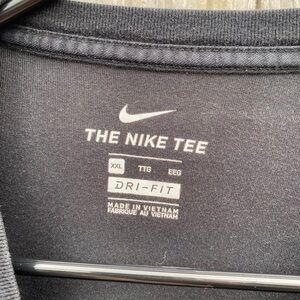 THE NIKE TEE
XXL TTG EEG
DRI-FIT
MADE IN VIETNAM
FABRIQUÉ AU VIETNAM